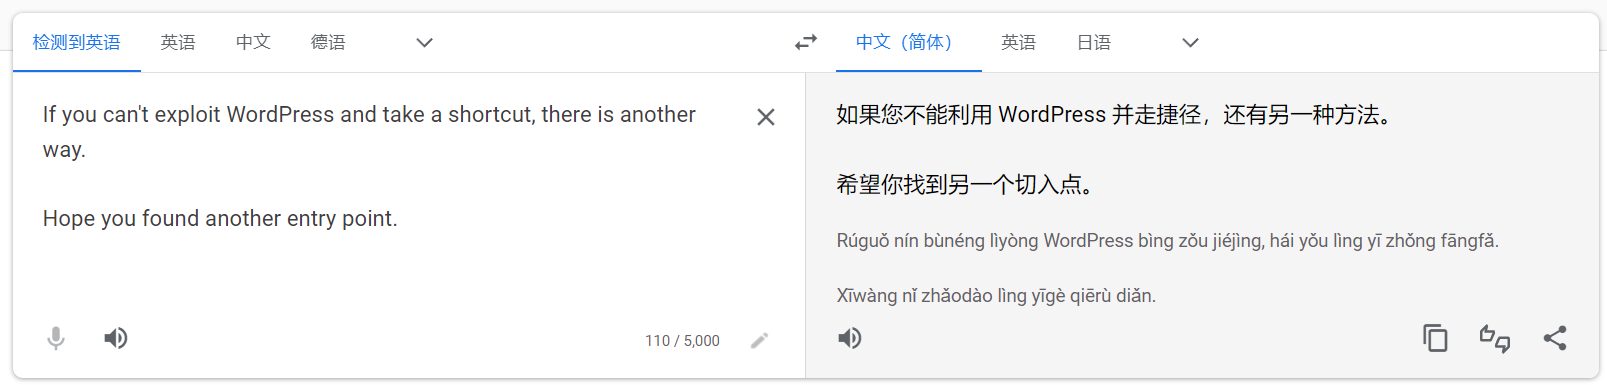 检测到英语 英语 中文 德语
中文（简体） 英语 日语
If you can't exploit WordPress and take a shortcut, there is another
way.
Hope you found another entry point.
110 / 5,000
如果您不能利用 WordPress 并走捷径，还有另一种方法。
希望你找到另一个切入点。
Rúguǒ nín bùnéng lìyòng WordPress bìng zǒu jiéjìng, hái yǒu lìng yī zhǒng fāngfǎ.
Xīwàng nǐ zhǎodào lìng yīgè qiērù diǎn.